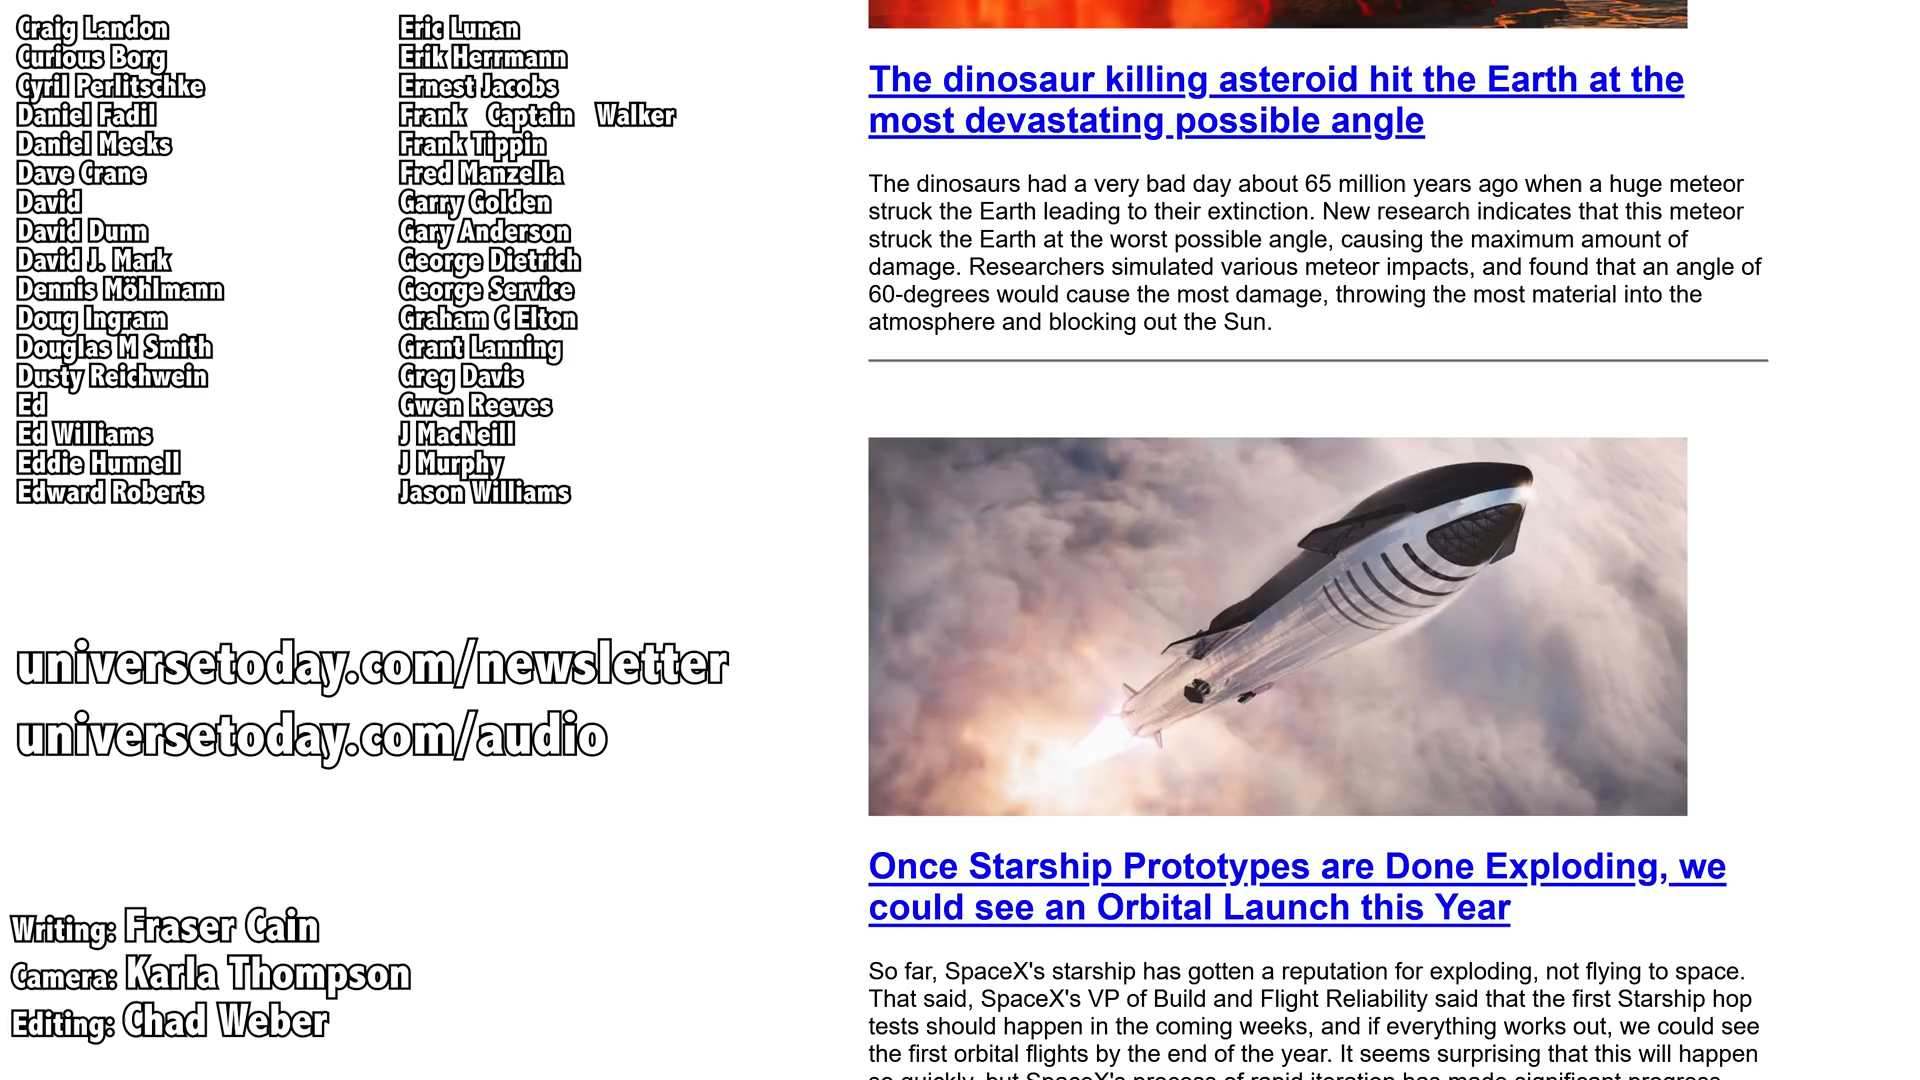 Craig Landon
Curious Borg
Cyril Perlitschke
Daniel Fadil
Daniel Meeks
Dave Crane
David
David Dunn
David J. Mark
Dennis Möhlmann
Doug Ingram
Douglas M Smith
Dusty Reichwein
Ed
Ed Williams
Eddie Hunnell
Edward Roberts
Eric Lunan
Erik Herrmann
Ernest Jacobs
Frank Captain Walker
Frank Tippin
Fred Manzella
Garry Golden
Gary Anderson
George Dietrich
George Service
Graham C Elton
Grant Lanning
Greg Davis
Gwen Reeves
J MacNeill
J Murphy
Jason Williams
universetoday.com/newsletter
universetoday.com/audio
Writing: Fraser Cain
Camera: Karla Thompson
Editing: Chad Weber
The dinosaur killing asteroid hit the Earth at the
most devastating possible angle
The dinosaurs had a very bad day about 65 million years ago when a huge meteor
struck the Earth leading to their extinction. New research indicates that this meteor
struck the Earth at the worst possible angle, causing the maximum amount of
damage. Researchers simulated various meteor impacts, and found that an angle of
60-degrees would cause the most damage, throwing the most material into the
atmosphere and blocking out the Sun.
Once Starship Prototypes are Done Exploding, we
could see an Orbital Launch this Year
So far, SpaceX's starship has gotten a reputation for exploding, not flying to space.
That said, SpaceX's VP of Build and Flight Reliability said that the first Starship hop
tests should happen in the coming weeks, and if everything works out, we could see
the first orbital flights by the end of the year. It seems surprising that this will happen
so quickly, but SpaceX's process of rapid iteration has made significant progress